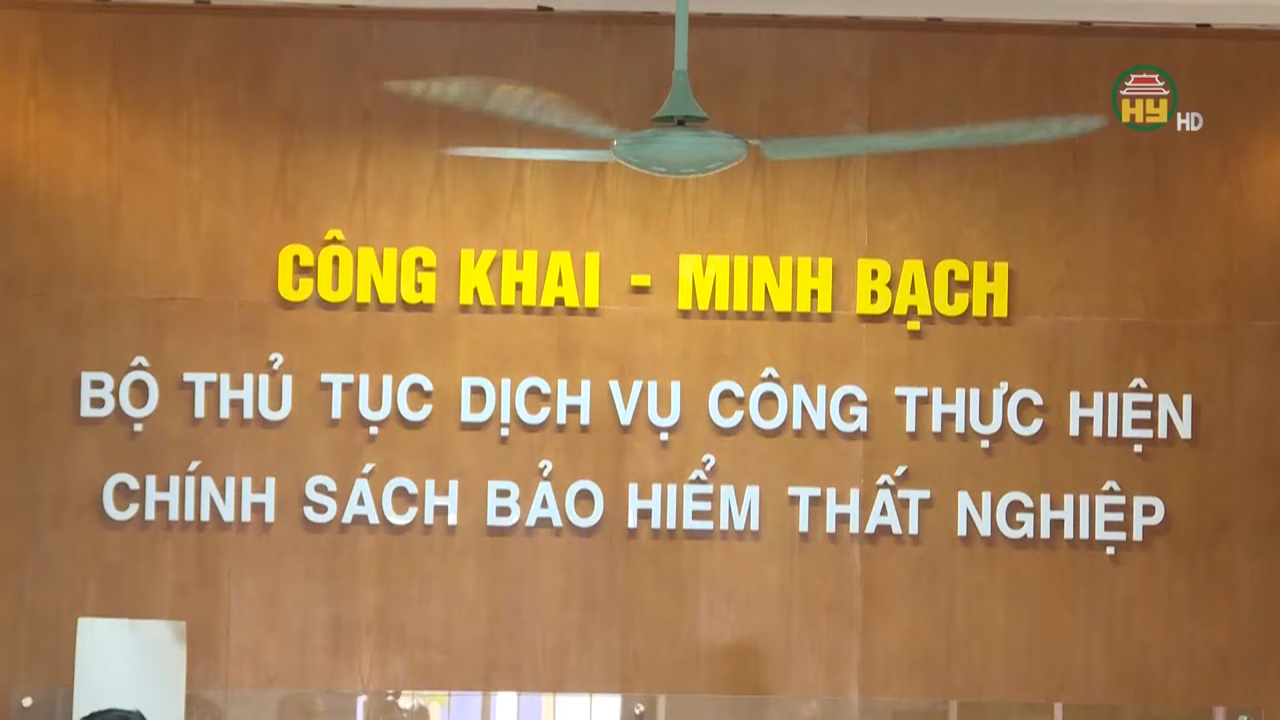 HY HD
CÔNG KHAI - MINH BẠCH
BỘ THỦ TỤC DỊCH VỤ CÔNG THỰC HIỆN
CHÍNH SÁCH BẢO HIỂM THẤT NGHIỆP